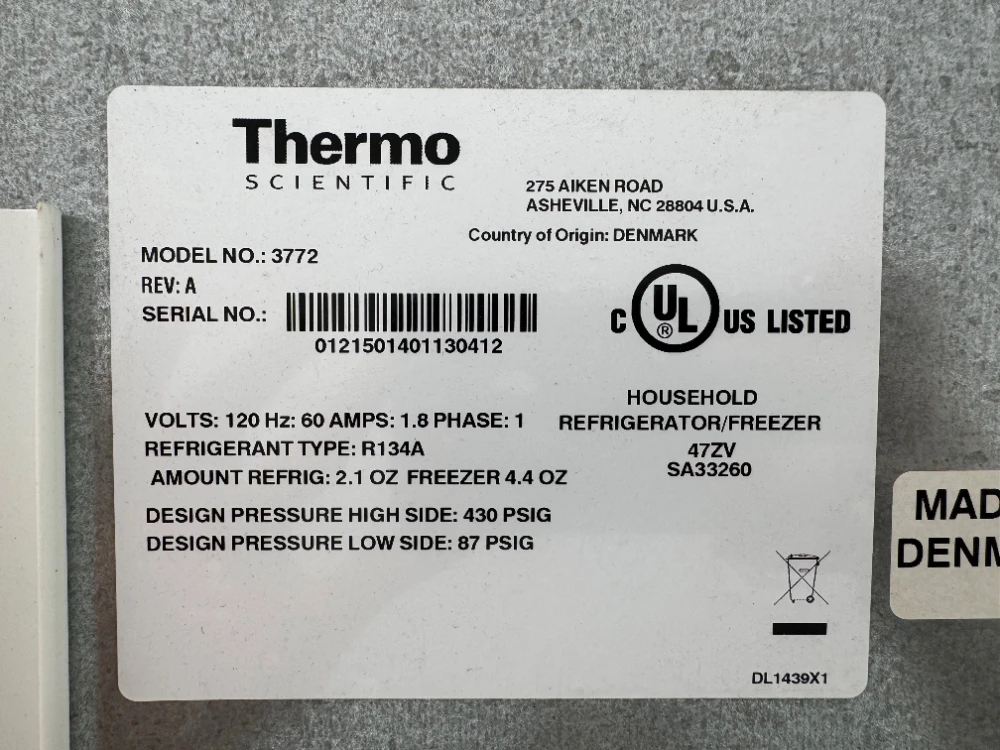 Thermo
SCIENTIFIC
275 AIKEN ROAD
ASHEVILLE, NC 28804 U.S.A.
Country of Origin: DENMARK
MODEL NO.: 3772
REV: A
SERIAL NO.:
0121501401130412
C UL ® US LISTED
VOLTS: 120 Hz: 60 AMPS: 1.8 PHASE: 1
REFRIGERANT TYPE: R134A
AMOUNT REFRIG: 2.1 OZ FREEZER 4.4 OZ
DESIGN PRESSURE HIGH SIDE: 430 PSIG
DESIGN PRESSURE LOW SIDE: 87 PSIG
HOUSEHOLD
REFRIGERATOR/FREEZER
47ZV
SA33260
DL1439X1
MAD
DENM